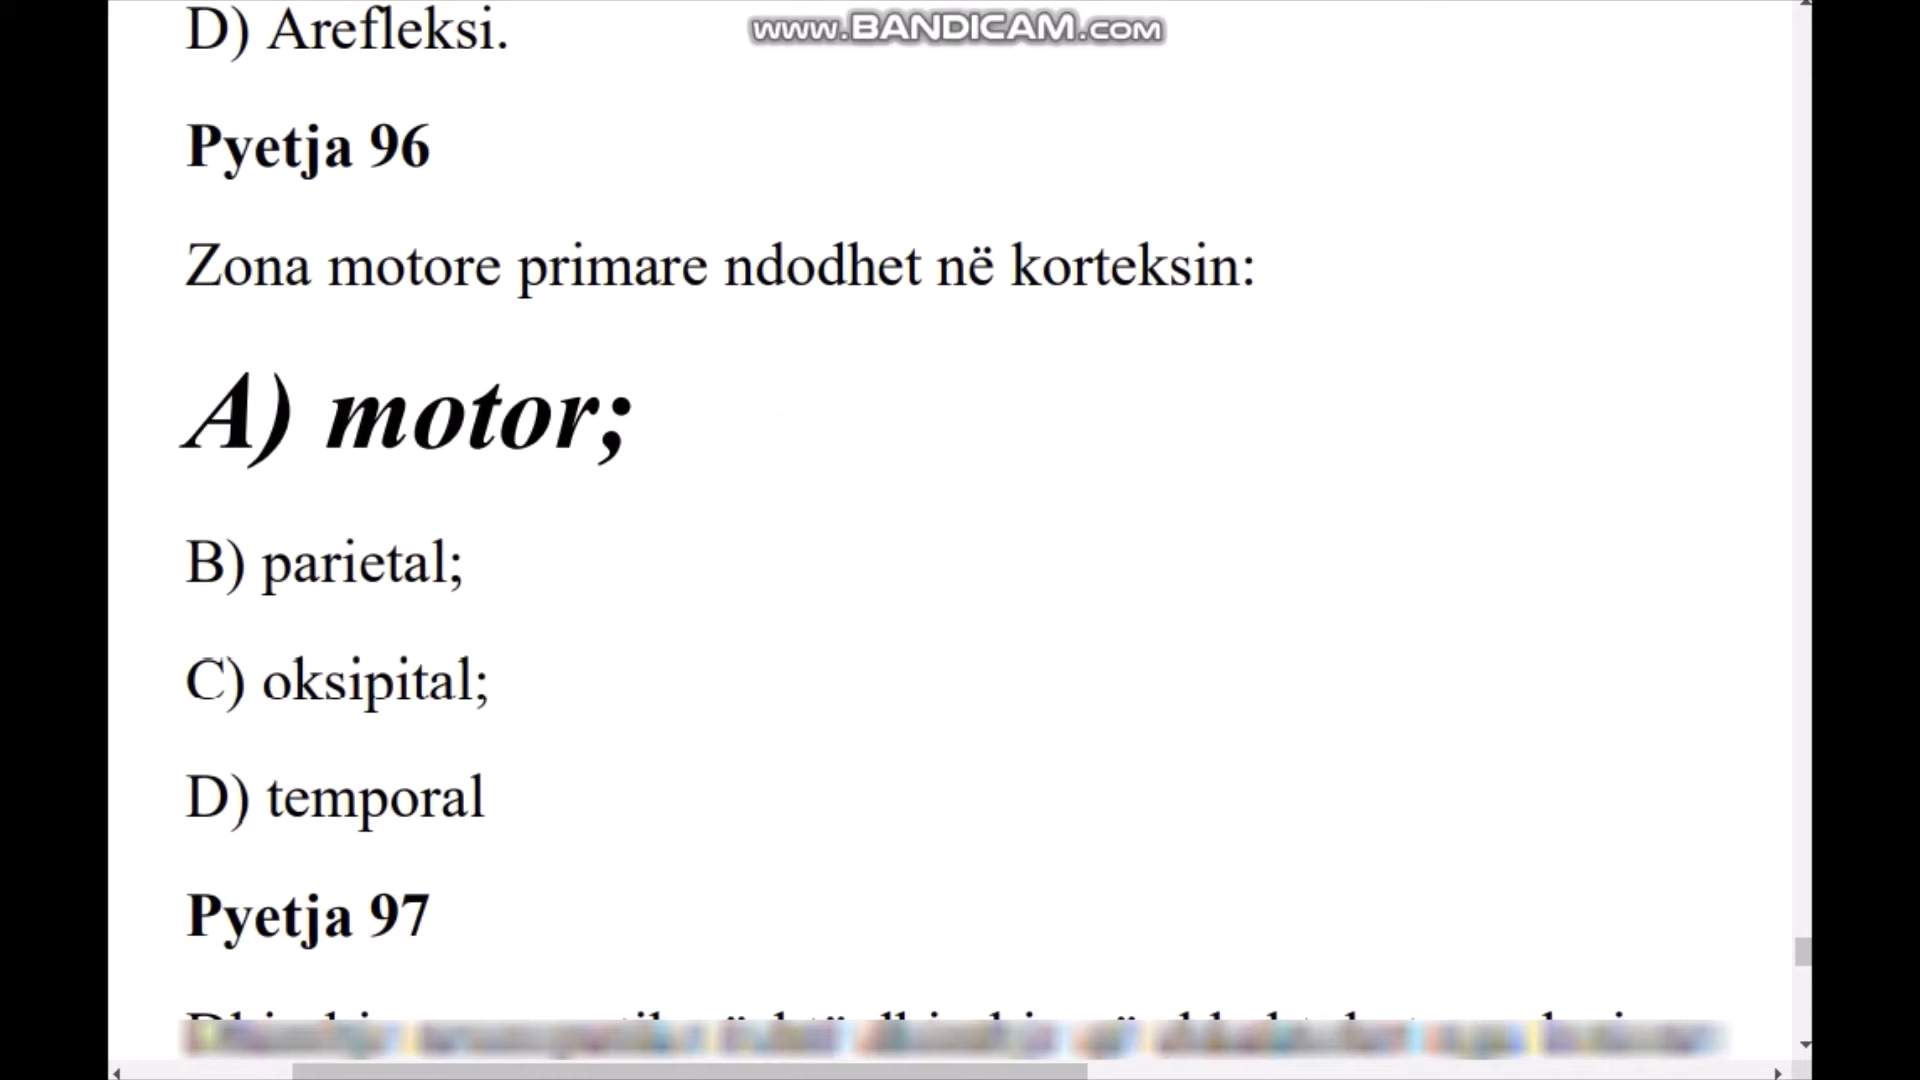 D) Arefleksi.
www.BANDICAM.com
Pyetja 96
Zona motore primare ndodhet në korteksin:
A) motor;
B) parietal;
C) oksipital;
D) temporal
Pyetja 97